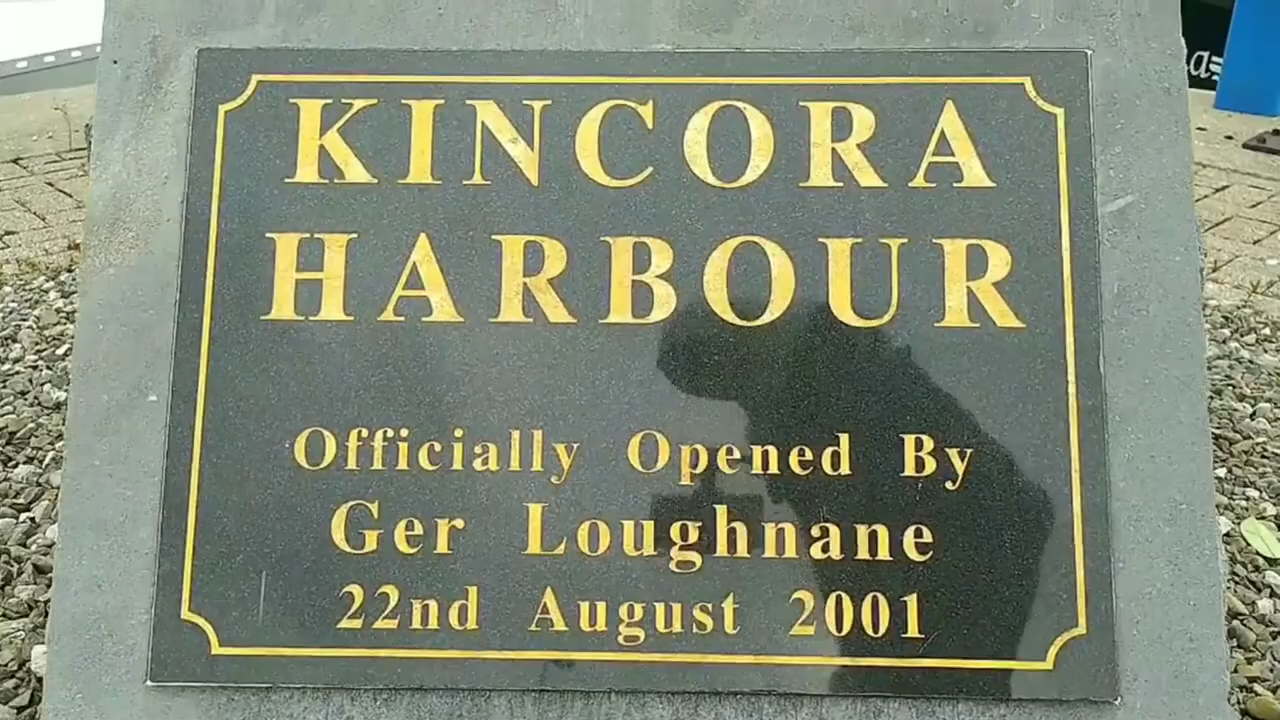 KINCORA
HARBOUR
Officially Opened By
Ger Loughnane
22nd August 2001